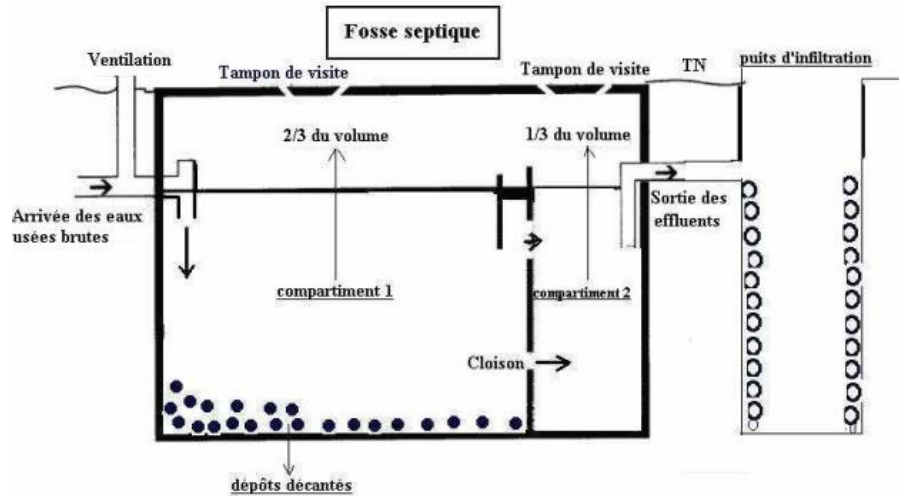 Fosse septique
Ventilation
Tampon de visite
Tampon de visite
TN
puits d'infiltration
2/3 du volume
1/3 du volume
Arrivée des eaux
usées brutes
Sortie des
effluents
compartiment 1
compartiment 2
Cloison
dépôts décantés